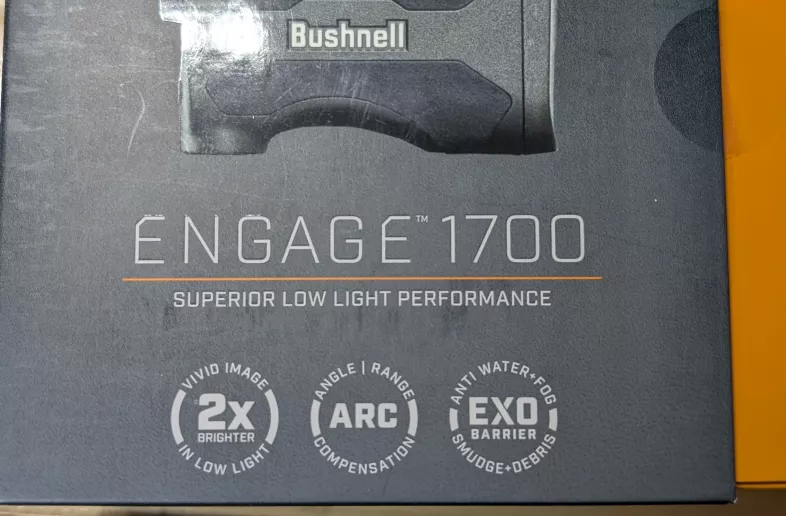 Bushnell
ENGAGE™ 1700
SUPERIOR LOW LIGHT PERFORMANCE
VIVID IMAGE
2X
BRIGHTER
IN LOW LIGHT
ANGLE | RANGE
ARC
COMPENSATION
ANTI WATER+FOG
EXO
BARRIER
SMUDGE+DEBRIS